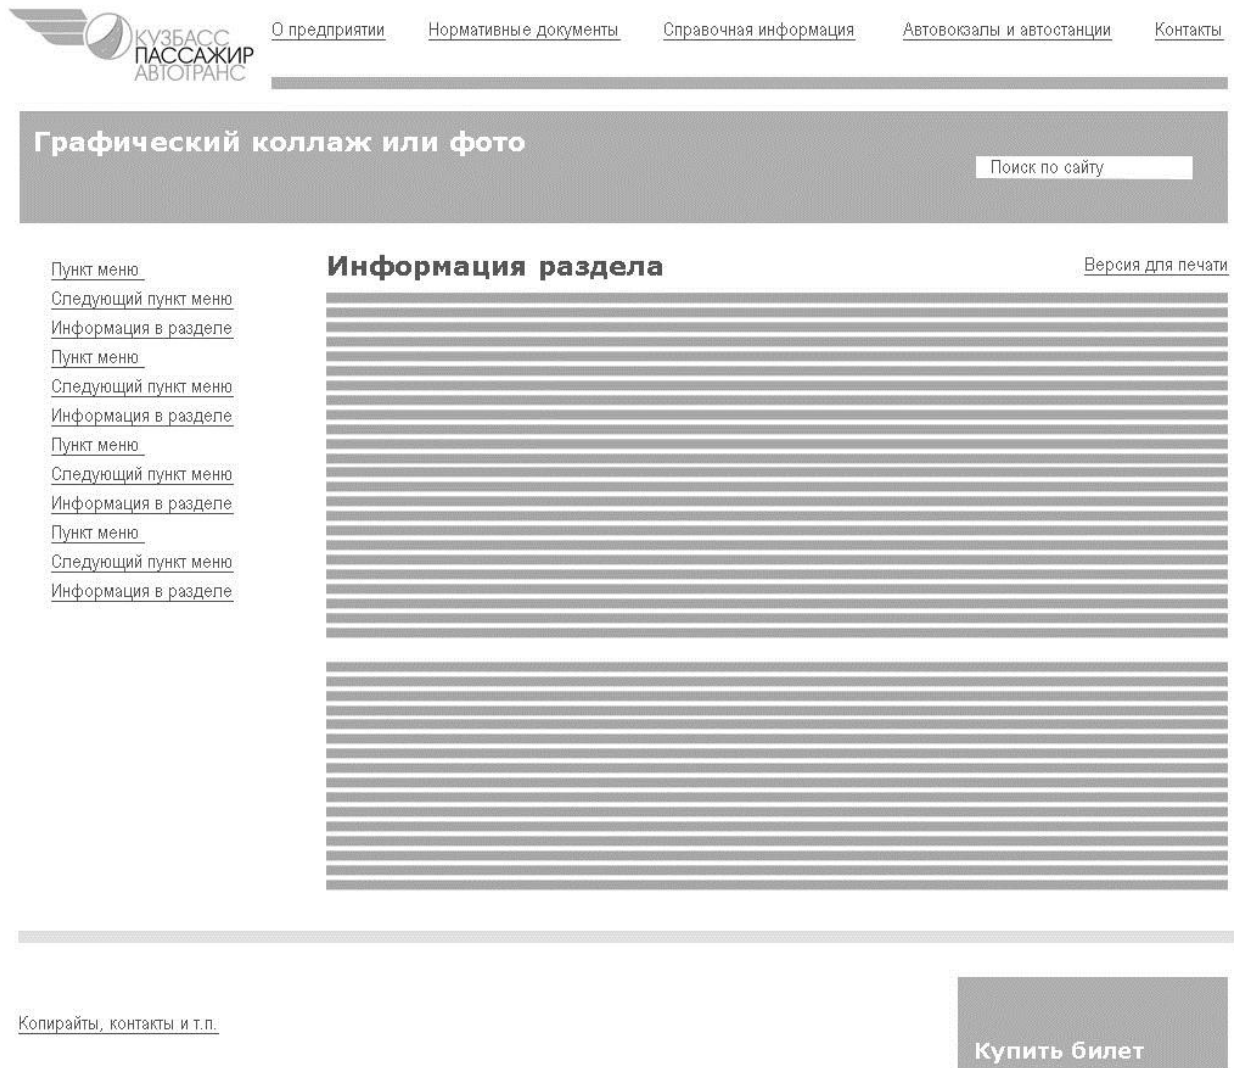 КУЗБАСС
ПАССАЖИР
АВТОТРАНС
О предприятии Нормативные документы Справочная информация Автовокзалы и автостанции Контакты
Графический коллаж или фото
Поиск по сайту
Пункт меню
Следующий пункт меню
Информация в разделе
Пункт меню
Следующий пункт меню
Информация в разделе
Пункт меню
Следующий пункт меню
Информация в разделе
Пункт меню
Следующий пункт меню
Информация в разделе
Информация раздела
Версия для печати
Копирайты, контакты и т.п.
Купить билет